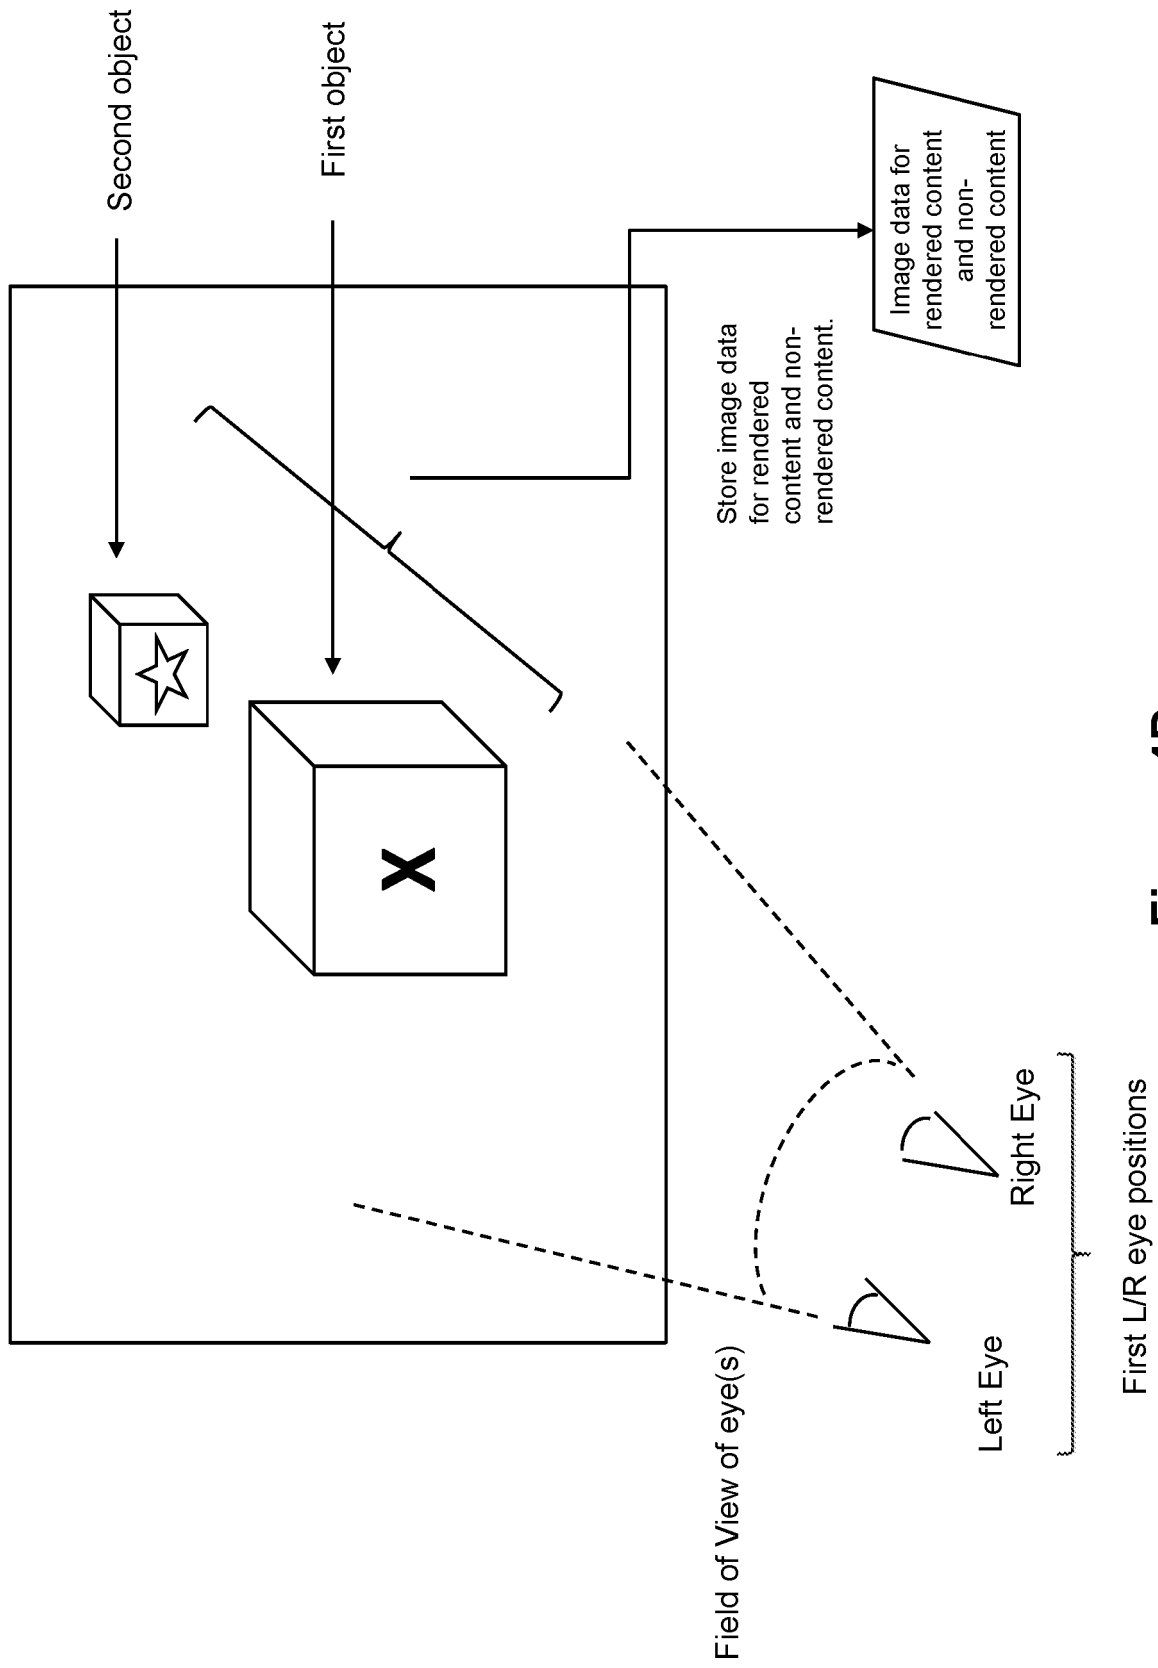 Second object
First object
X
Field of View of eye(s)
Store image data
for rendered
content and non-
rendered content.
Image data for
rendered content
and non-
rendered content
Left Eye
Right Eye
First L/R eye positions